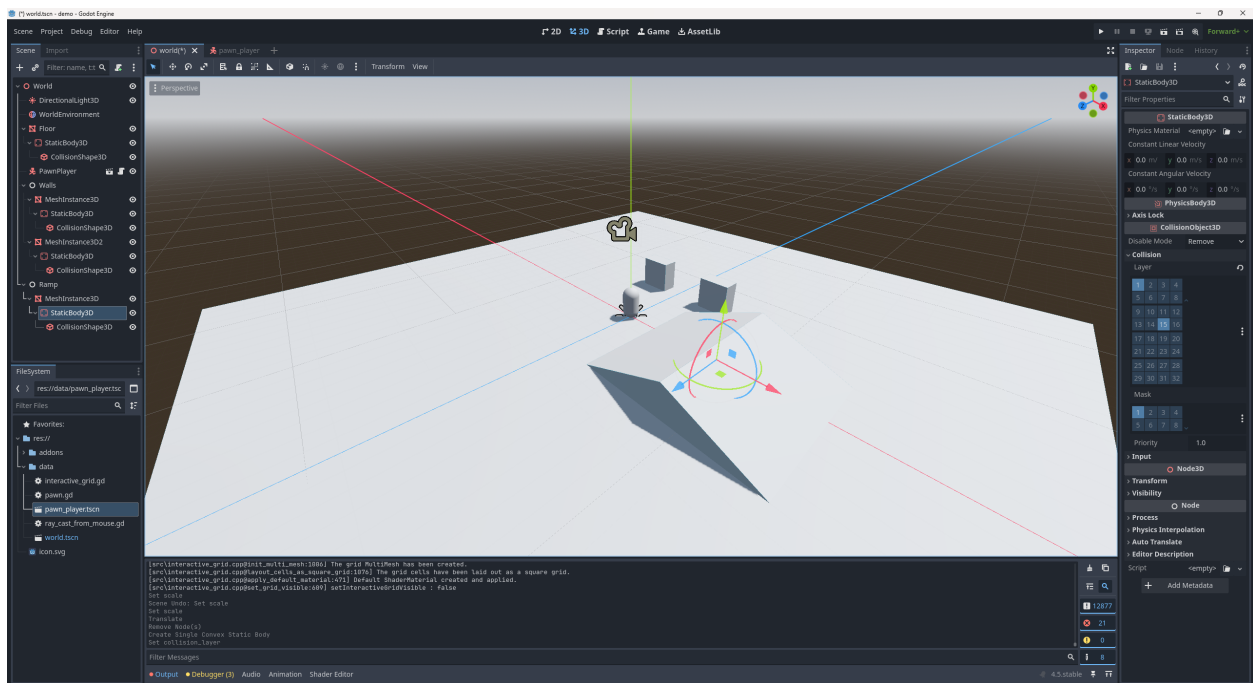 (*) world.tscn - demo - Godot Engine
Scene Project Debug Editor Help
2D 3D Script Game AssetLib
Forward+
Scene Import
world(*) pawn_player
Inspector Node History
Filter: name, t:t
Transform View
World
DirectionalLight3D
WorldEnvironment
Floor
StaticBody3D
CollisionShape3D
PawnPlayer
Walls
MeshInstance3D
StaticBody3D
CollisionShape3D
MeshInstance3D2
StaticBody3D
CollisionShape3D
Ramp
MeshInstance3D
StaticBody3D
CollisionShape3D
FileSystem
res://data/pawn_player.tsc
Filter Files
Favorites:
res://
addons
data
interactive_grid.gd
pawn.gd
pawn_player.tscn
ray_cast_from_mouse.gd
world.tscn
icon.svg
Perspective
Y
X
Z
[src\interactive_grid.cpp@init_multi_mesh:1006] The grid MultiMesh has been created.
[src\interactive_grid.cpp@layout_cells_as_square_grid:1076] The grid cells have been laid out as a square grid.
[src\interactive_grid.cpp@apply_default_material:471] Default ShaderMaterial created and applied.
[src\interactive_grid.cpp@set_grid_visible:609] setInteractiveGridVisible : false
Set scale
Scene Undo: Set scale
Set scale
Translate
Remove Node(s)
Create Single Convex Static Body
Set collision_layer
12877
21
0
8
Filter Messages
Output Debugger (3) Audio Animation Shader Editor
4.5.stable
StaticBody3D
Filter Properties
StaticBody3D
Physics Material <empty>
Constant Linear Velocity
x 0.0 m/ y 0.0 m/s z 0.0 m/s
Constant Angular Velocity
x 0.0 °/s y 0.0 °/s z 0.0 °/s
PhysicsBody3D
Axis Lock
CollisionObject3D
Disable Mode Remove
Collision
Layer
1 2 3 4
5 6 7 8
9 10 11 12
13 14 15 16
17 18 19 20
21 22 23 24
25 26 27 28
29 30 31 32
Mask
1 2 3 4
5 6 7 8
Priority 1.0
Input
Node3D
Transform
Visibility
Node
Process
Physics Interpolation
Auto Translate
Editor Description
Script <empty>
Add Metadata